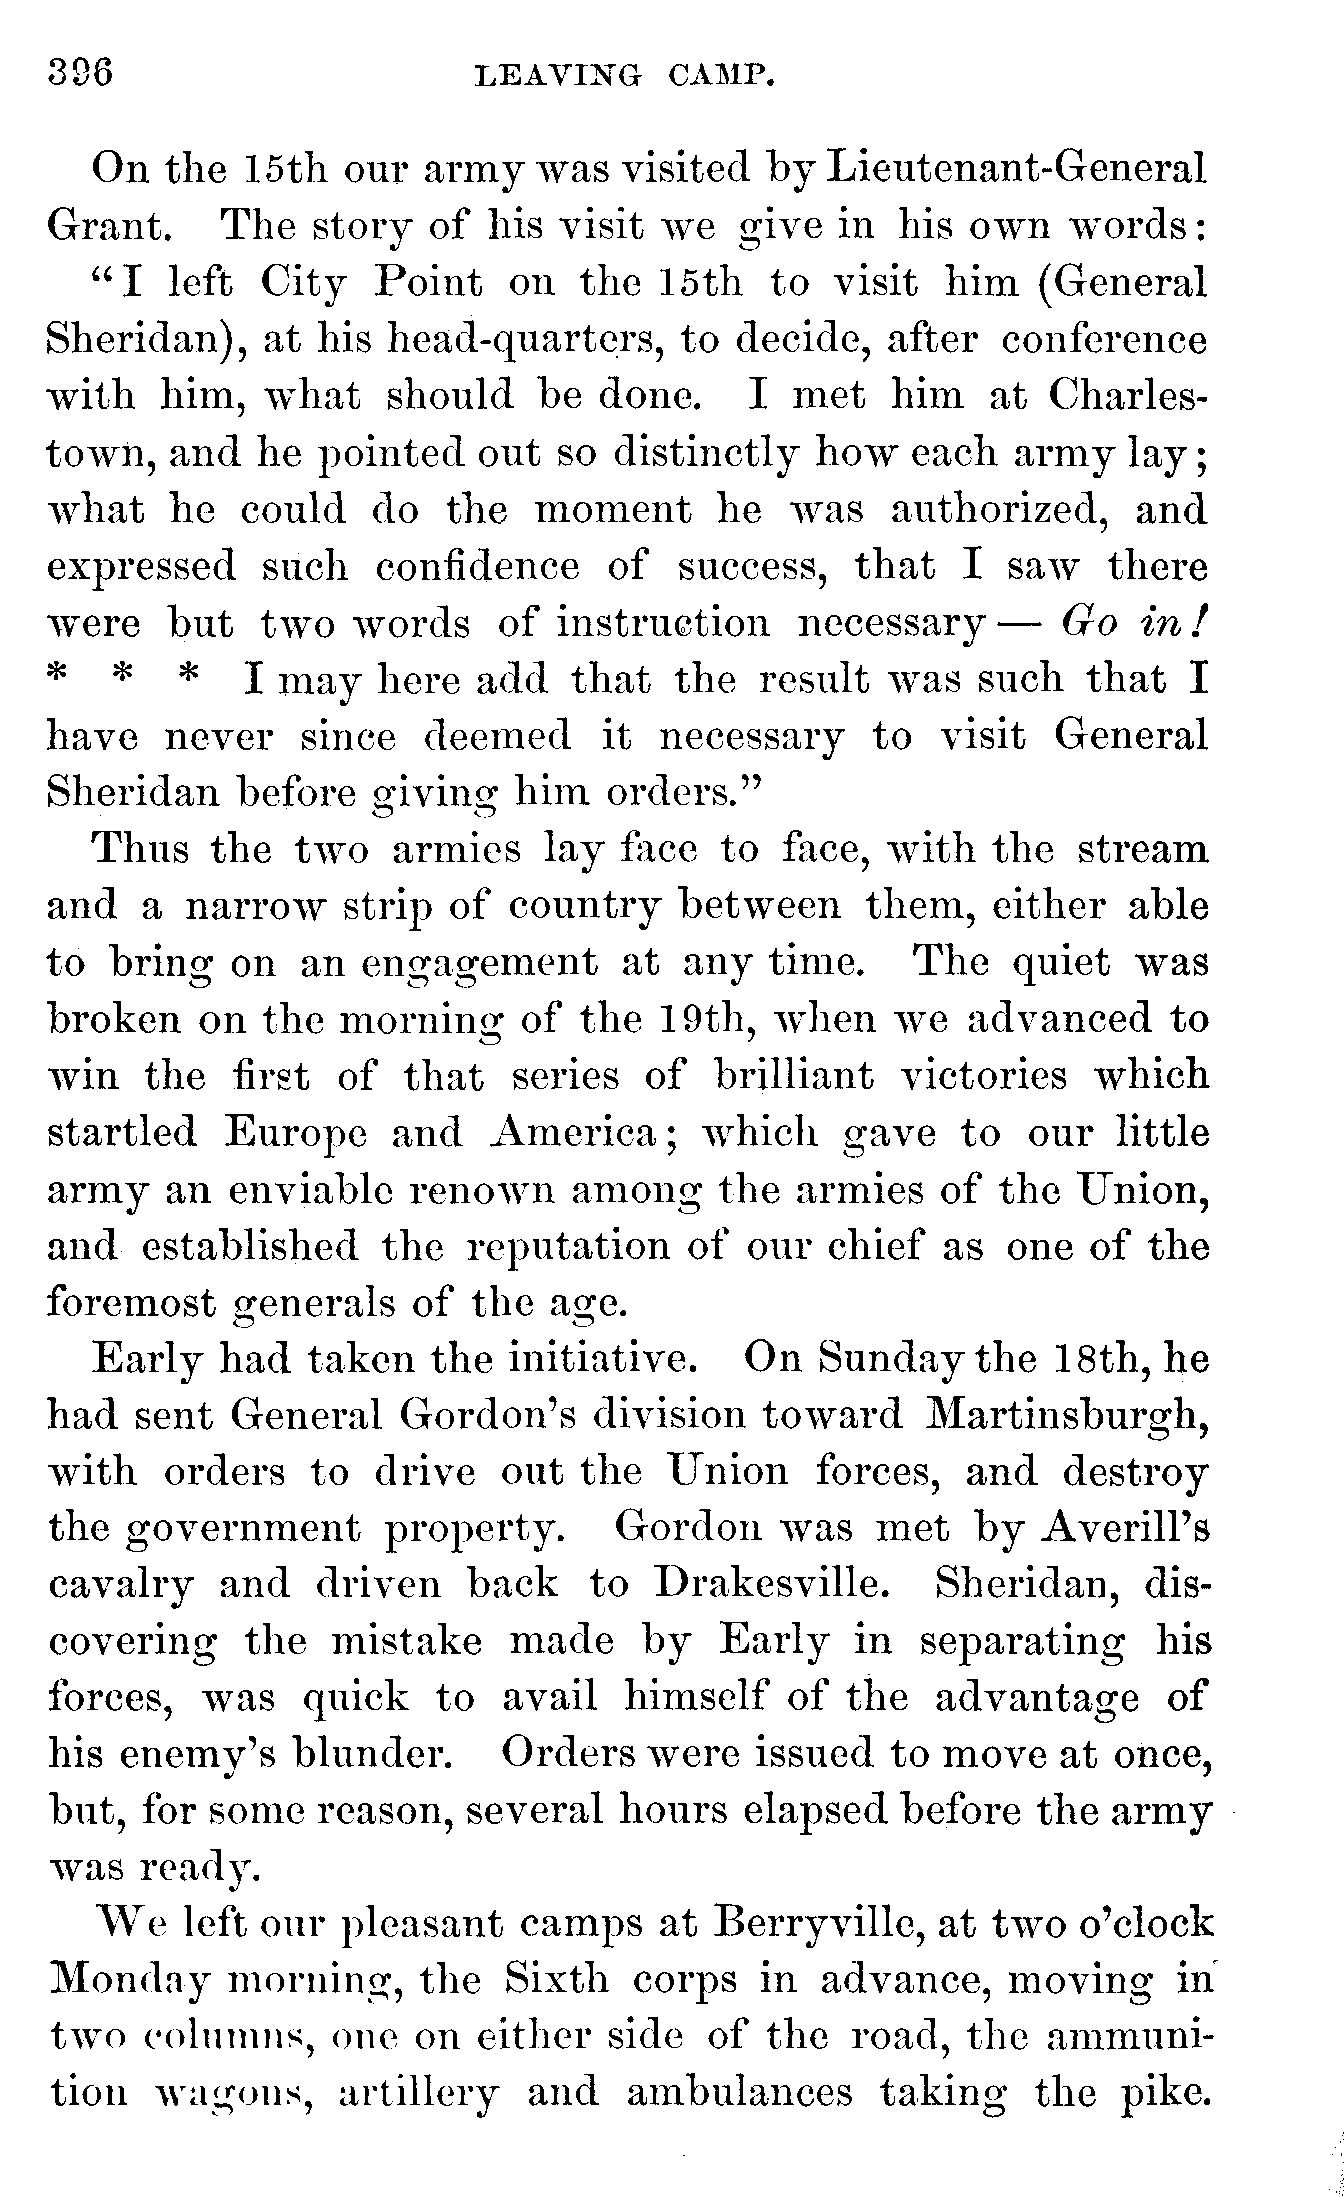 396 LEAVING CAMP.
On the 15th our army was visited by Lieutenant-General
Grant. The story of his visit we give in his own words:
“I left City Point on the 15th to visit him (General
Sheridan), at his head-quarters, to decide, after conference
with him, what should be done. I met him at Charles-
town, and he pointed out so distinctly how each army lay;
what he could do the moment he was authorized, and
expressed such confidence of success, that I saw there
were but two words of instruction necessary — Go in!
* * * I may here add that the result was such that I
have never since deemed it necessary to visit General
Sheridan before giving him orders.”
Thus the two armies lay face to face, with the stream
and a narrow strip of country between them, either able
to bring on an engagement at any time. The quiet was
broken on the morning of the 19th, when we advanced to
win the first of that series of brilliant victories which
startled Europe and America; which gave to our little
army an enviable renown among the armies of the Union,
and established the reputation of our chief as one of the
foremost generals of the age.
Early had taken the initiative. On Sunday the 18th, he
had sent General Gordon’s division toward Martinsburgh,
with orders to drive out the Union forces, and destroy
the government property. Gordon was met by Averill’s
cavalry and driven back to Drakesville. Sheridan, dis-
covering the mistake made by Early in separating his
forces, was quick to avail himself of the advantage of
his enemy’s blunder. Orders were issued to move at once,
but, for some reason, several hours elapsed before the army
was ready.
We left our pleasant camps at Berryville, at two o’clock
Monday morning, the Sixth corps in advance, moving in
two columns, one on either side of the road, the ammuni-
tion wagons, artillery and ambulances taking the pike.